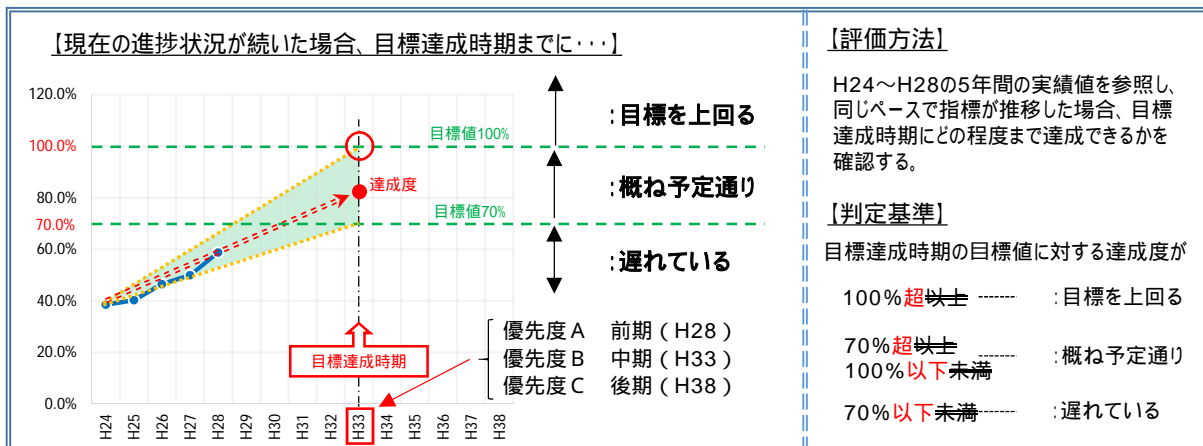 【現在の進捗状況が続いた場合、目標達成時期までに･･･】
120.0%
100.0%
80.0%
70.0%
60.0%
40.0%
20.0%
0.0%
目標値100%
達成度
目標値70%
目標達成時期
H24
H25
H26
H27
H28
H29
H30
H31
H32
H33
H34
H35
H36
H37
H38
:目標を上回る
:概ね予定通り
:遅れている
優先度A 前期(H28)
優先度B 中期(H33)
優先度C 後期(H38)
【評価方法】
H24～H28の5年間の実績値を参照し、
同じペースで指標が推移した場合、目標
達成時期にどの程度まで達成できるかを
確認する。
【判定基準】
目標達成時期の目標値に対する達成度が
100%超以上 ------ :目標を上回る
70%超以上
100%以下未満 ------ :概ね予定通り
70%以下未満 ------ :遅れている